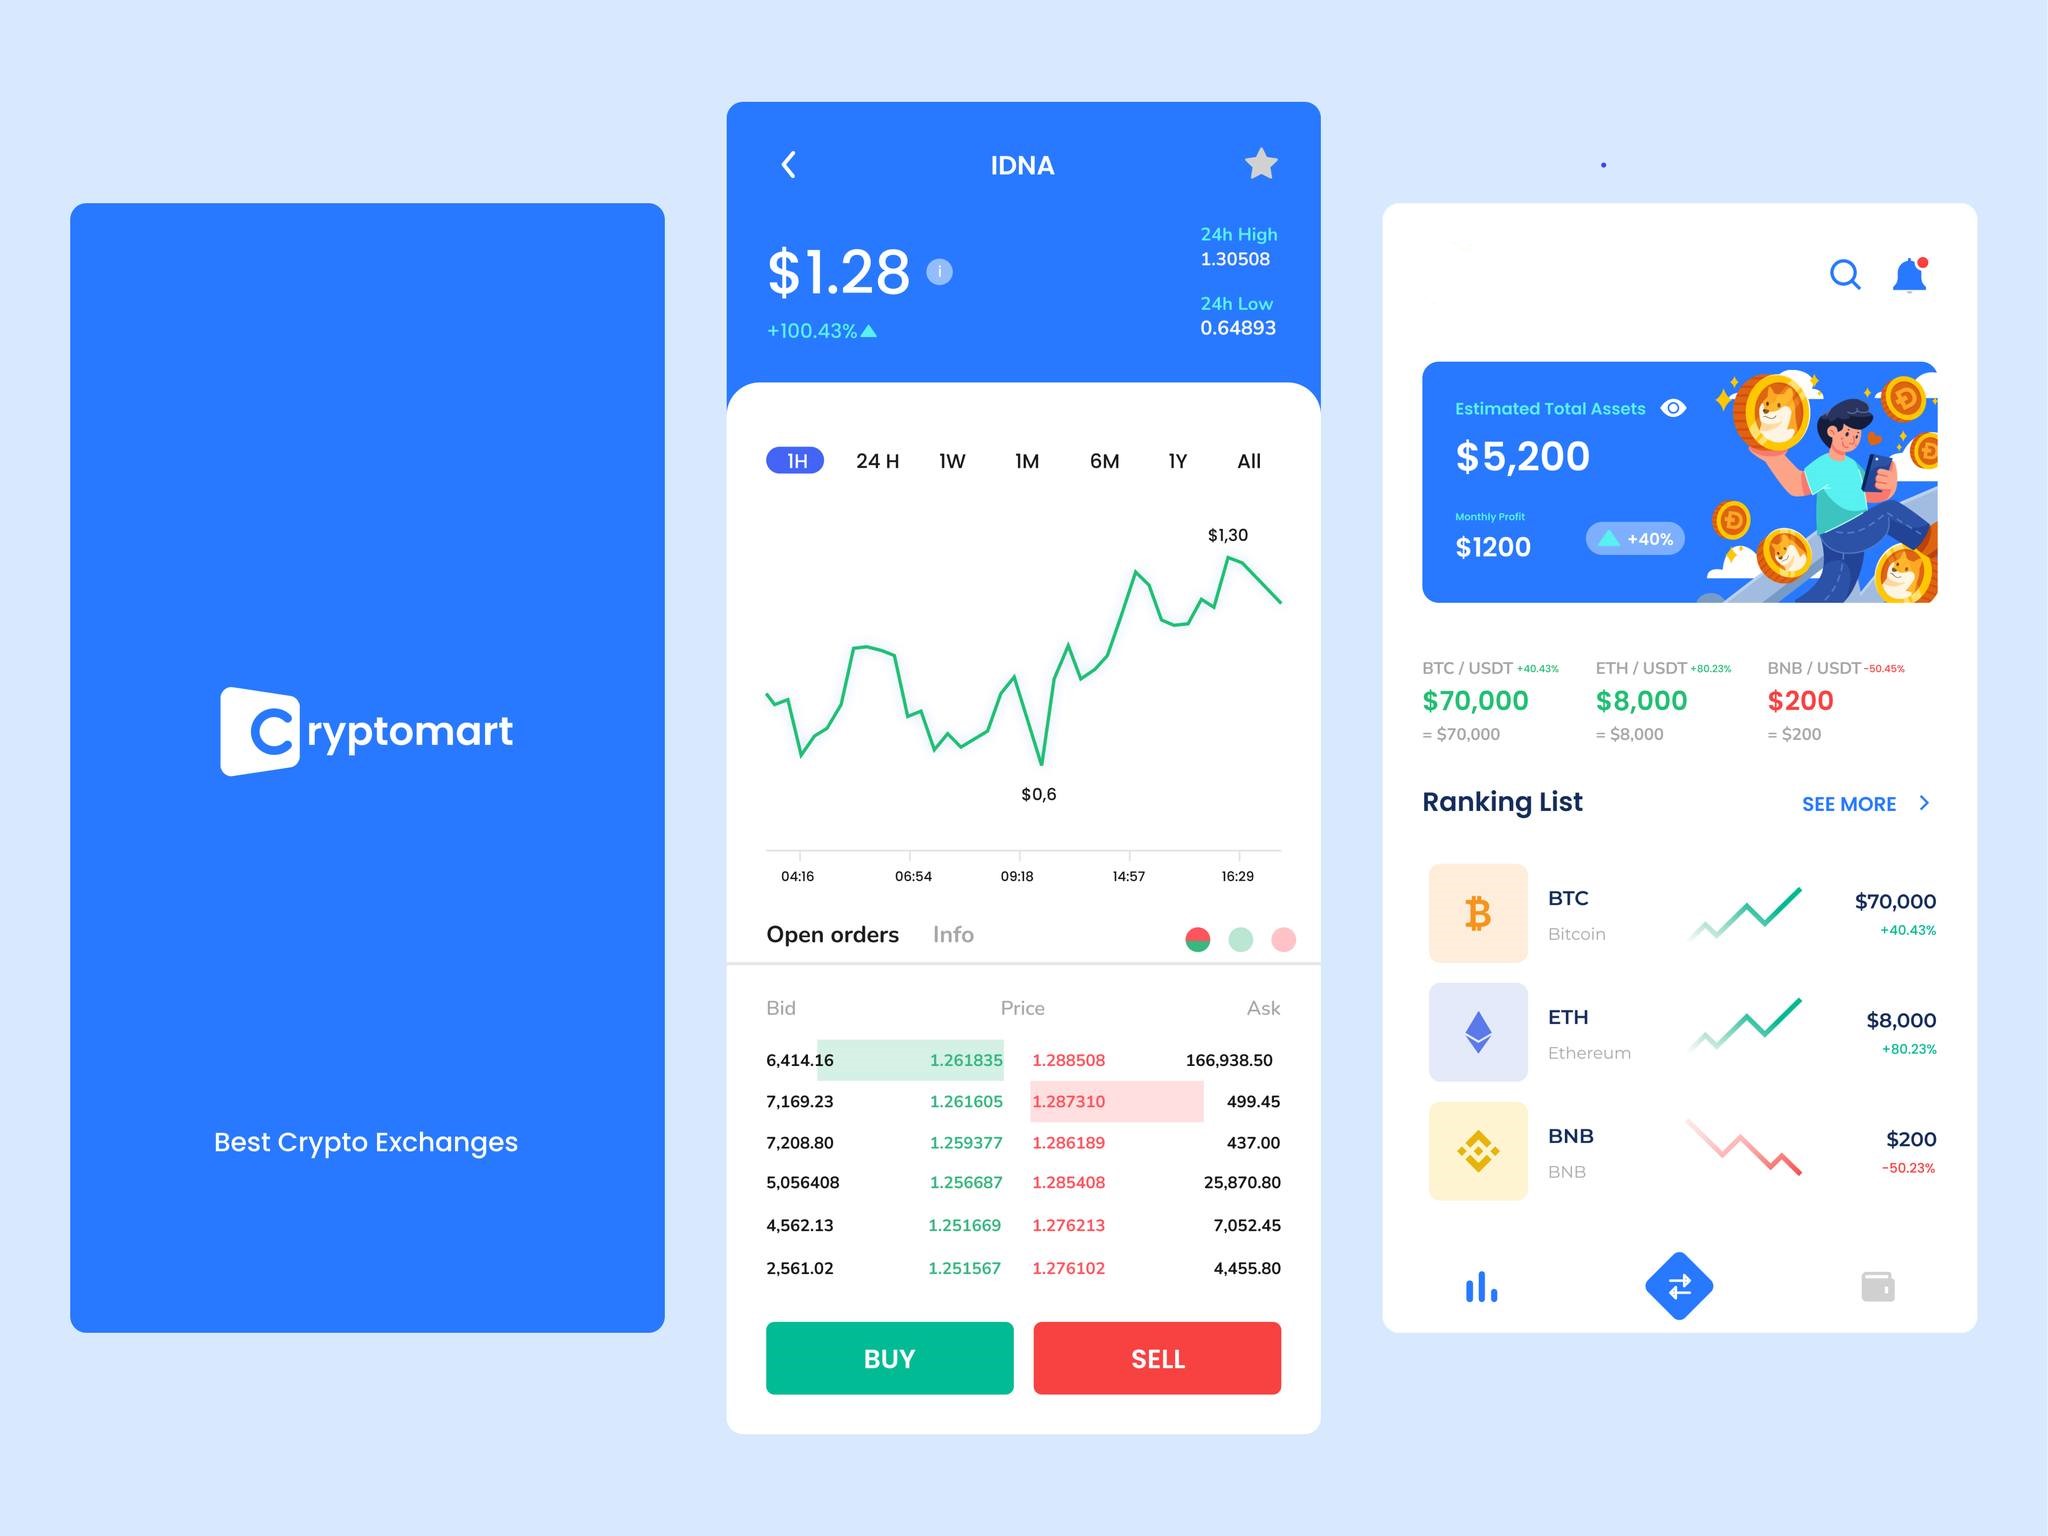 Cryptomart
Best Crypto Exchanges
IDNA
$1.28 i
+100.43%
24h High
1.30508
24h Low
0.64893
1H 24 H 1W 1M 6M 1Y All
$1,30
$0,6
04:16 06:54 09:18 14:57 16:29
Open orders Info
Bid Price Ask
6,414.16 1.261835 1.288508 166,938.50
7,169.23 1.261605 1.287310 499.45
7,208.80 1.259377 1.286189 437.00
5,056408 1.256687 1.285408 25,870.80
4,562.13 1.251669 1.276213 7,052.45
2,561.02 1.251567 1.276102 4,455.80
BUY SELL
Estimated Total Assets
$5,200
Monthly Profit
$1200 +40%
BTC / USDT +40.43% ETH / USDT +80.23% BNB / USDT -50.45%
$70,000 $8,000 $200
= $70,000 = $8,000 = $200
Ranking List SEE MORE
BTC $70,000
Bitcoin +40.43%
ETH $8,000
Ethereum +80.23%
BNB $200
BNB -50.23%